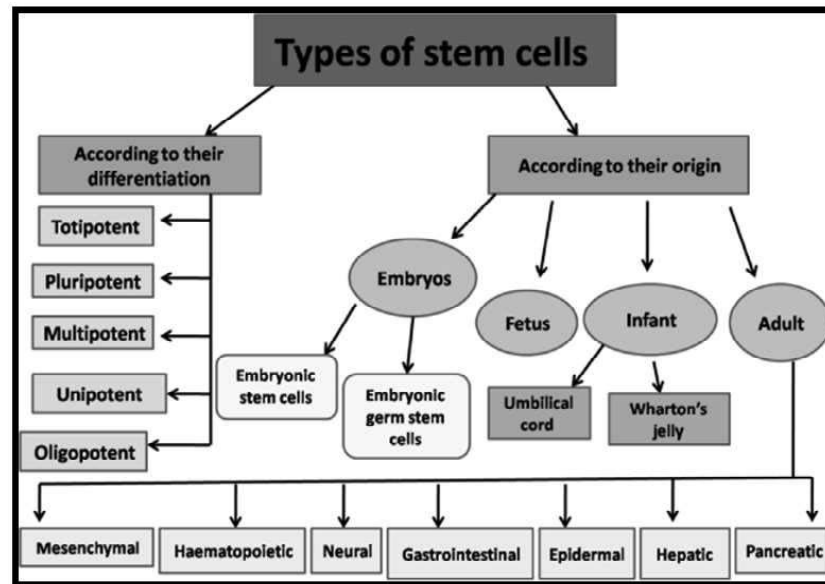 Types of stem cells
According to their
differentiation
According to their origin
Totipotent
Pluripotent
Multipotent
Unipotent
Oligopotent
Embryos
Fetus
Infant
Adult
Embryonic
stem cells
Embryonic
germ stem
cells
Umbilical
cord
Wharton's
jelly
Mesenchymal
Haematopoietic
Neural
Gastrointestinal
Epidermal
Hepatic
Pancreatic